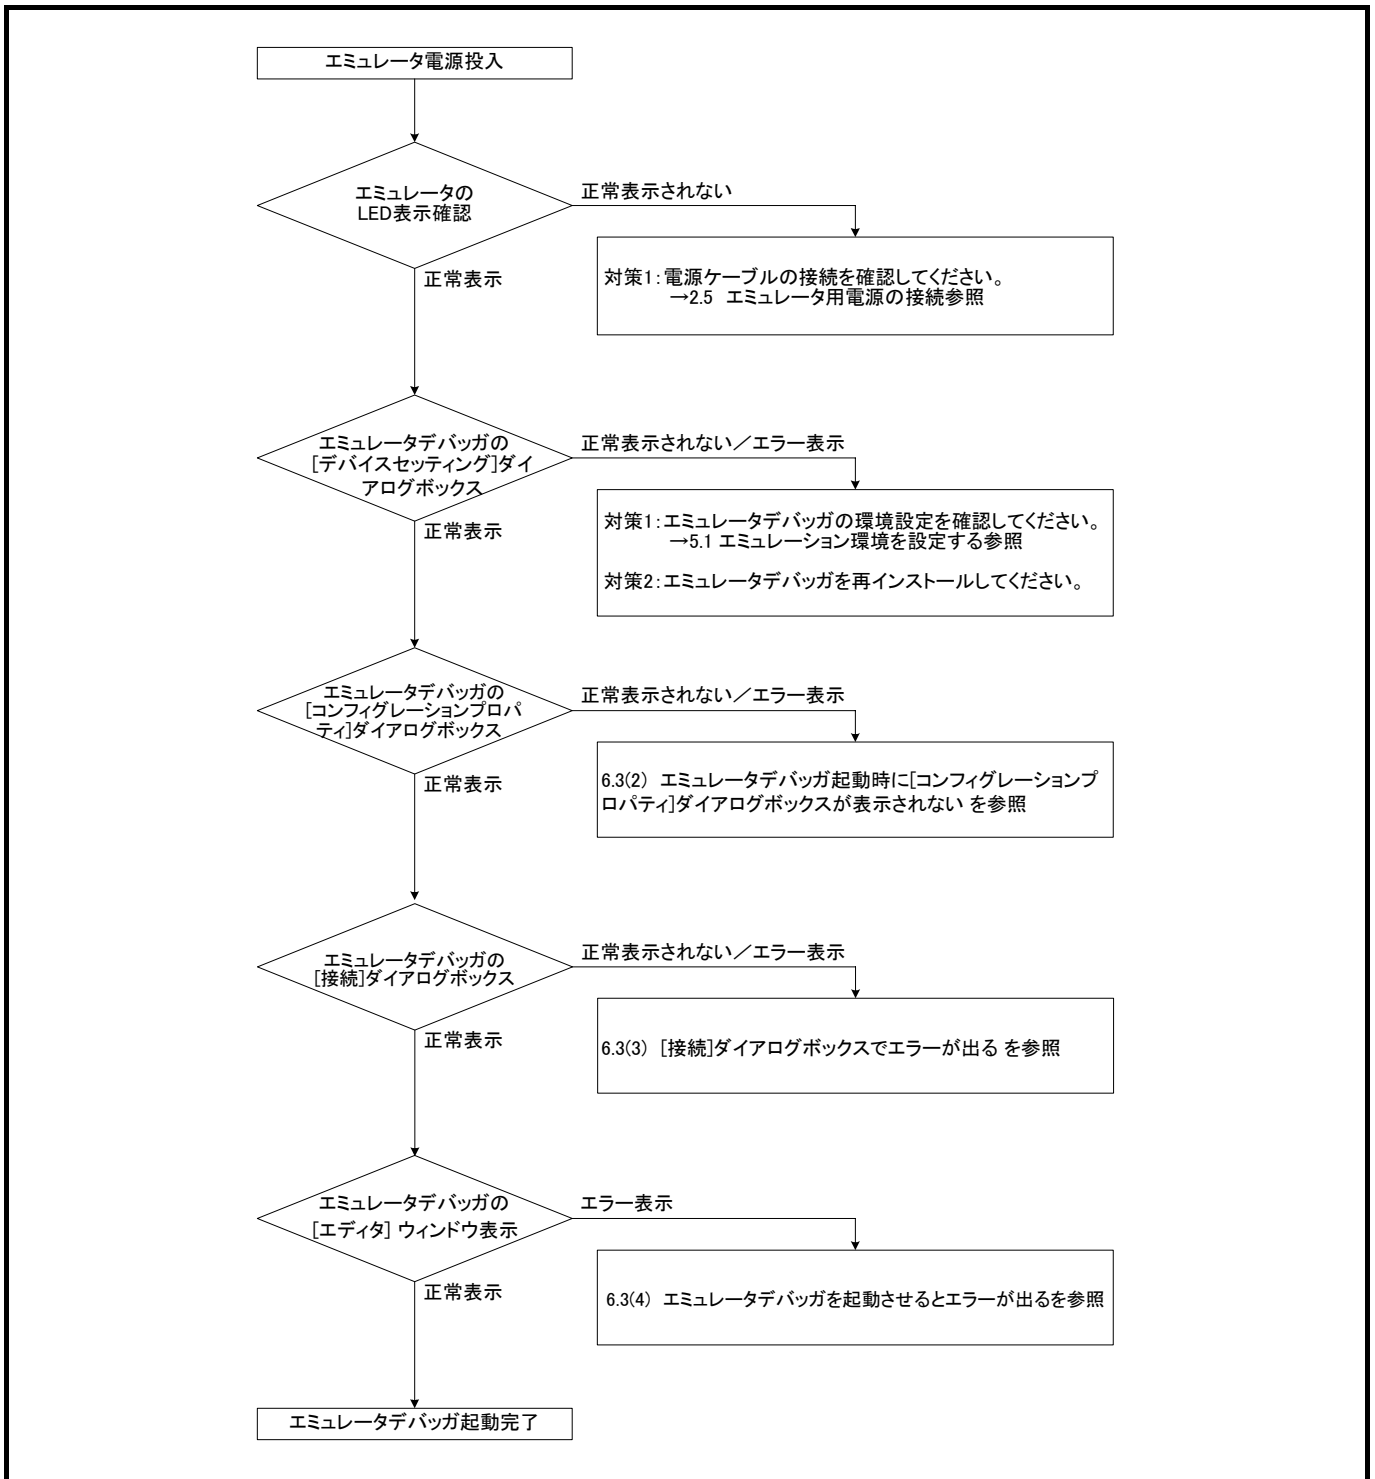 エミュレータ電源投入
エミュレータの
LED表示確認
正常表示されない
正常表示
対策1：電源ケーブルの接続を確認してください。
→2.5 エミュレータ用電源の接続参照
エミュレータデバッガの
[デバイスセッティング]ダイ
アログボックス
正常表示されない／エラー表示
正常表示
対策1：エミュレータデバッガの環境設定を確認してください。
→5.1 エミュレーション環境を設定する参照
対策2：エミュレータデバッガを再インストールしてください。
エミュレータデバッガの
[コンフィグレーションプロパ
ティ]ダイアログボックス
正常表示されない／エラー表示
正常表示
6.3(2) エミュレータデバッガ起動時に[コンフィグレーションプ
ロパティ]ダイアログボックスが表示されない を参照
エミュレータデバッガの
[接続]ダイアログボックス
正常表示されない／エラー表示
正常表示
6.3(3) [接続]ダイアログボックスでエラーが出る を参照
エミュレータデバッガの
[エディタ] ウィンドウ表示
エラー表示
正常表示
6.3(4) エミュレータデバッガを起動させるとエラーが出るを参照
エミュレータデバッガ起動完了